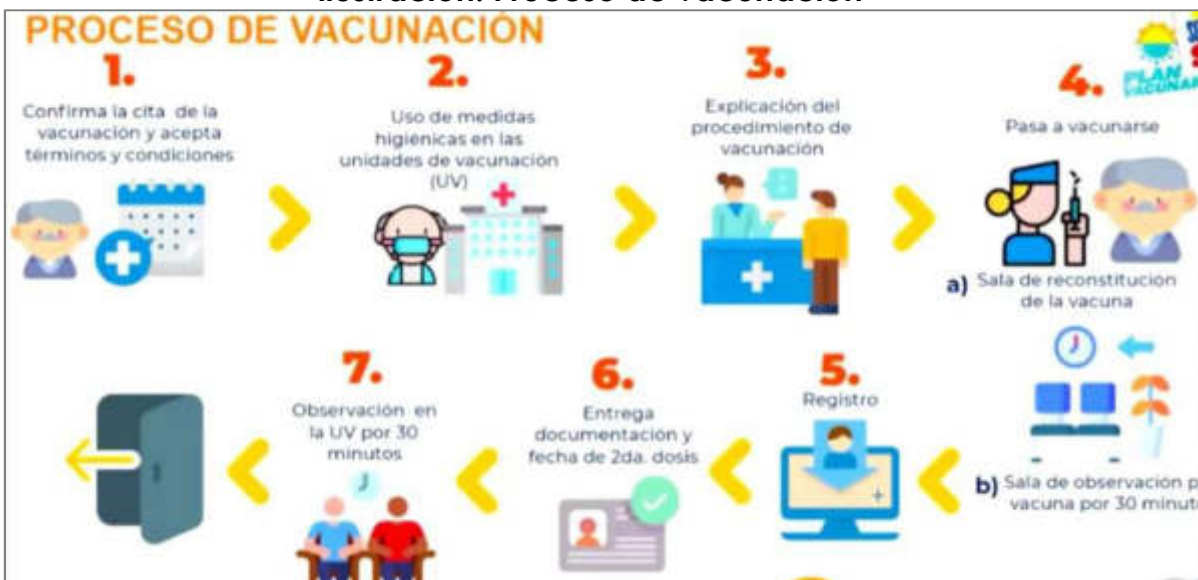 PROCESO DE VACUNACIÓN
1.
Confirma la cita de la
vacunación y acepta
términos y condiciones
2.
Uso de medidas
higiénicas en las
unidades de vacunación
(UV)
3.
Explicación del
procedimiento de
vacunación
4.
Pasa a vacunarse
PLAN
a) Sala de reconstitución
de la vacuna
b) Sala de observación
vacuna por 30
5.
Registro
6.
Entrega
documentación y
fecha de 2da. dosis
7.
Observación en
la UV por 30
minutos